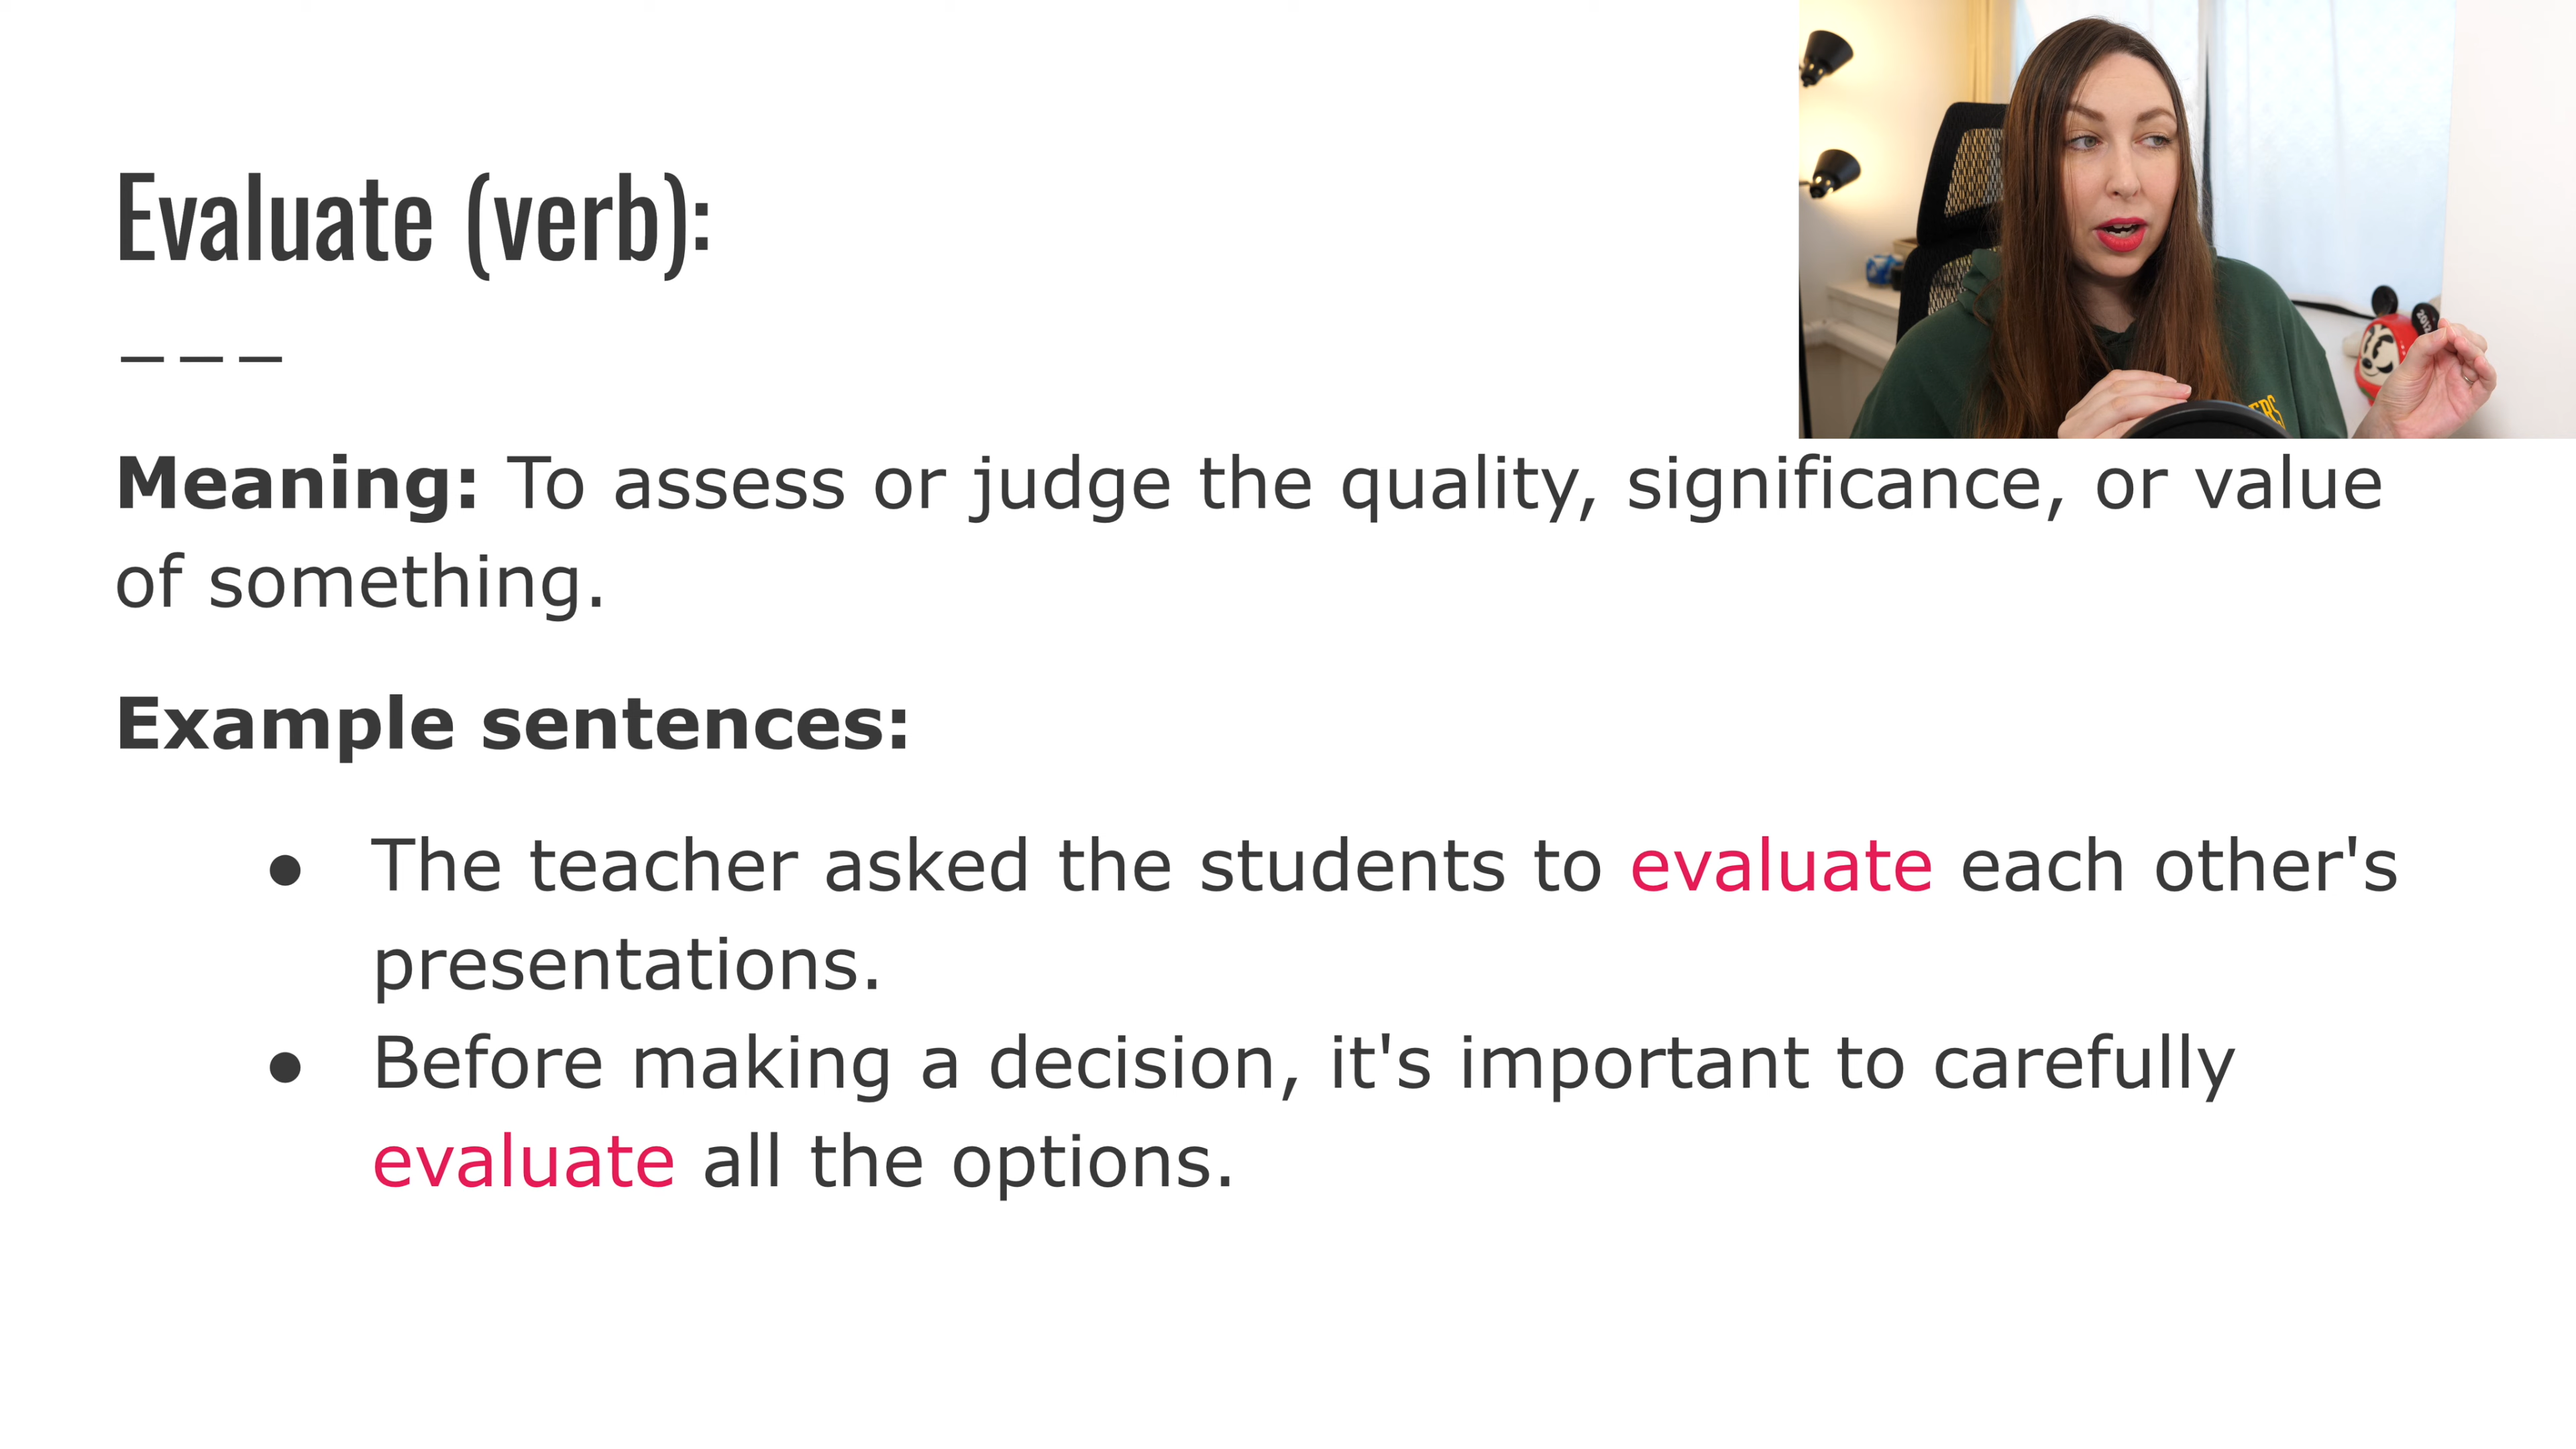 Evaluate (verb):
Meaning: To assess or judge the quality, significance, or value
of something.
Example sentences:
● The teacher asked the students to evaluate each other's
presentations.
● Before making a decision, it's important to carefully
evaluate all the options.
2012